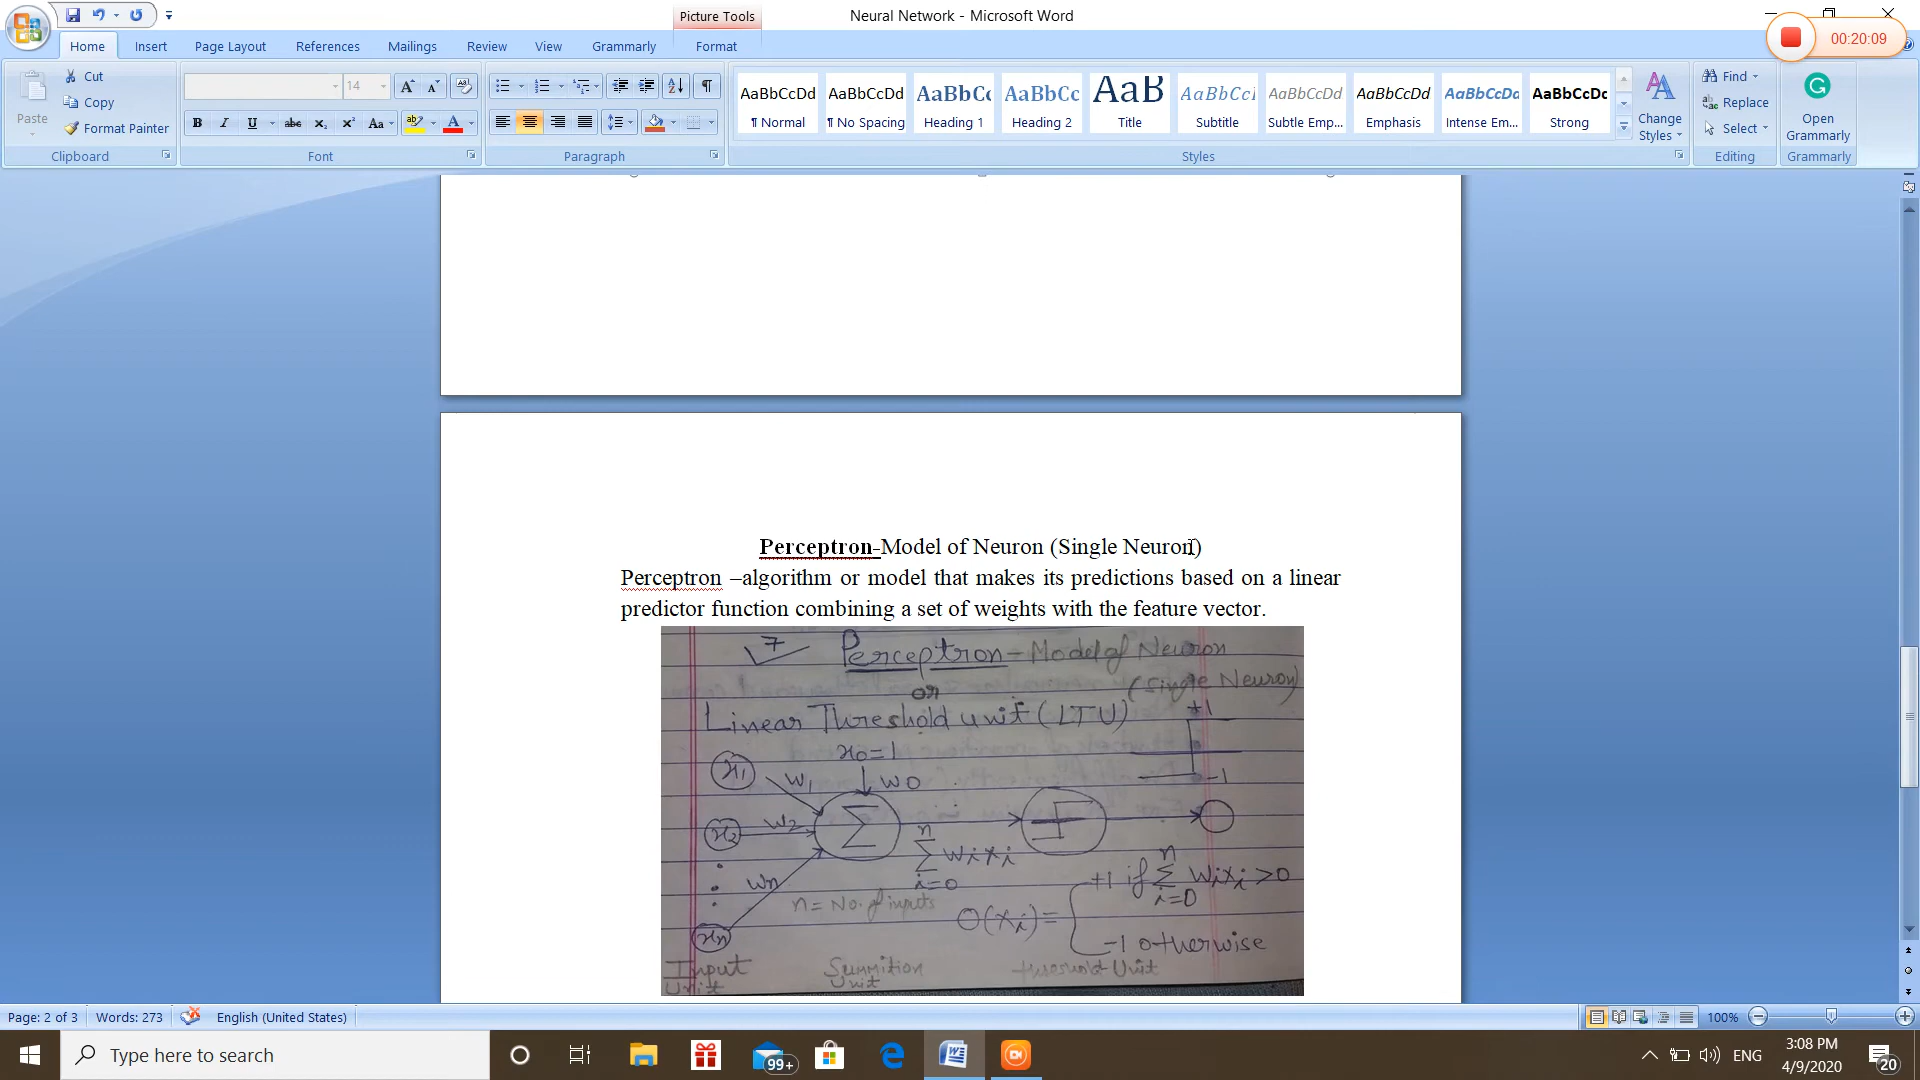 Picture Tools
Neural Network - Microsoft Word
00:20:09
Home Insert Page Layout References Mailings Review View Grammarly Format
Paste
Cut
Copy
Format Painter
Clipboard
14
Font
Paragraph
AaBbCcDd AaBbCcDd AaBbCc AaBbCc AaB AaBbCcI AaBbCcDd AaBbCcDd AaBbCcDc AaBbCcDc
¶ Normal ¶ No Spacing Heading 1 Heading 2 Title Subtitle Subtle Emp... Emphasis Intense Em... Strong
Change Styles
Styles
Find
Replace
Select
Editing
Open Grammarly
Grammarly
Perceptron-Model of Neuron (Single Neuron)
Perceptron –algorithm or model that makes its predictions based on a linear
predictor function combining a set of weights with the feature vector.
7 Perceptron - Model of Neuron
or (Single Neuron)
Linear Threshold unit (LTU) +1
x0=1
x1 w1 w0 -1
x2 w2 Σ
n
Σ wixi
i=0
wn
n = No. of inputs
xn
O(xi) = +1 if n Σ i=0 wixi>0
-1 otherwise
Input Unit Summition Unit threshold Unit
Page: 2 of 3 Words: 273 English (United States) 100%
Type here to search
99+
ENG
3:08 PM
4/9/2020
20